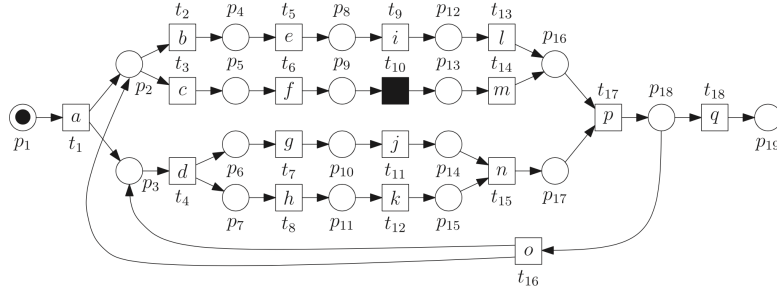 t2 p4 t5 p8 t9 p12 t13
b e i l p16
t3 p5 t6 p9 t10 p13 t14
p2 c f m t17 p18 t18
a p q
p1 t1 g j p19
p3 d p6 t7 p10 t11 p14 n
t4 h k t15 p17
p7 t8 p11 t12 p15
o
t16